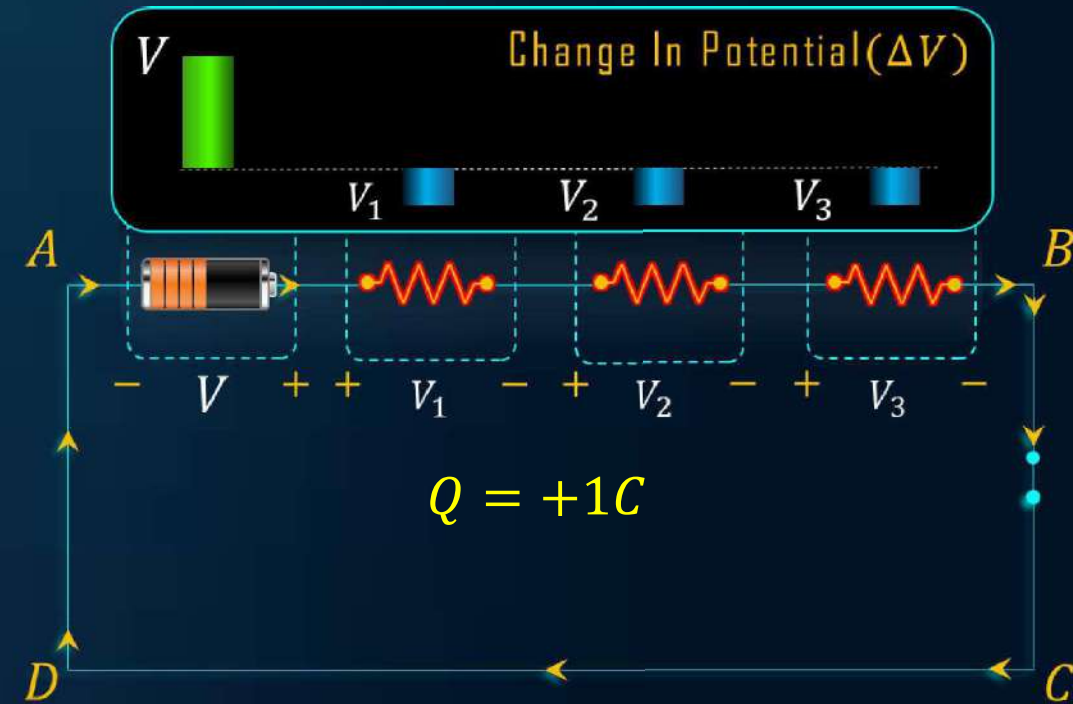 V Change In Potential(ΔV)
V₁ V₂ V₃
A B
− V + + V₁ − + V₂ − + V₃ −
Q = +1C
D C